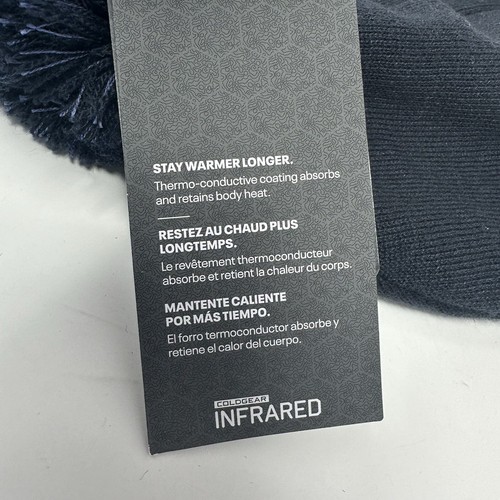 STAY WARMER LONGER.
Thermo-conductive coating absorbs
and retains body heat.
RESTEZ AU CHAUD PLUS
LONGTEMPS.
Le revêtement thermoconducteur
absorbe et retient la chaleur du corps.
MANTENTE CALIENTE
POR MÁS TIEMPO.
El forro termoconductor absorbe y
retiene el calor del cuerpo.
COLDGEAR
INFRARED